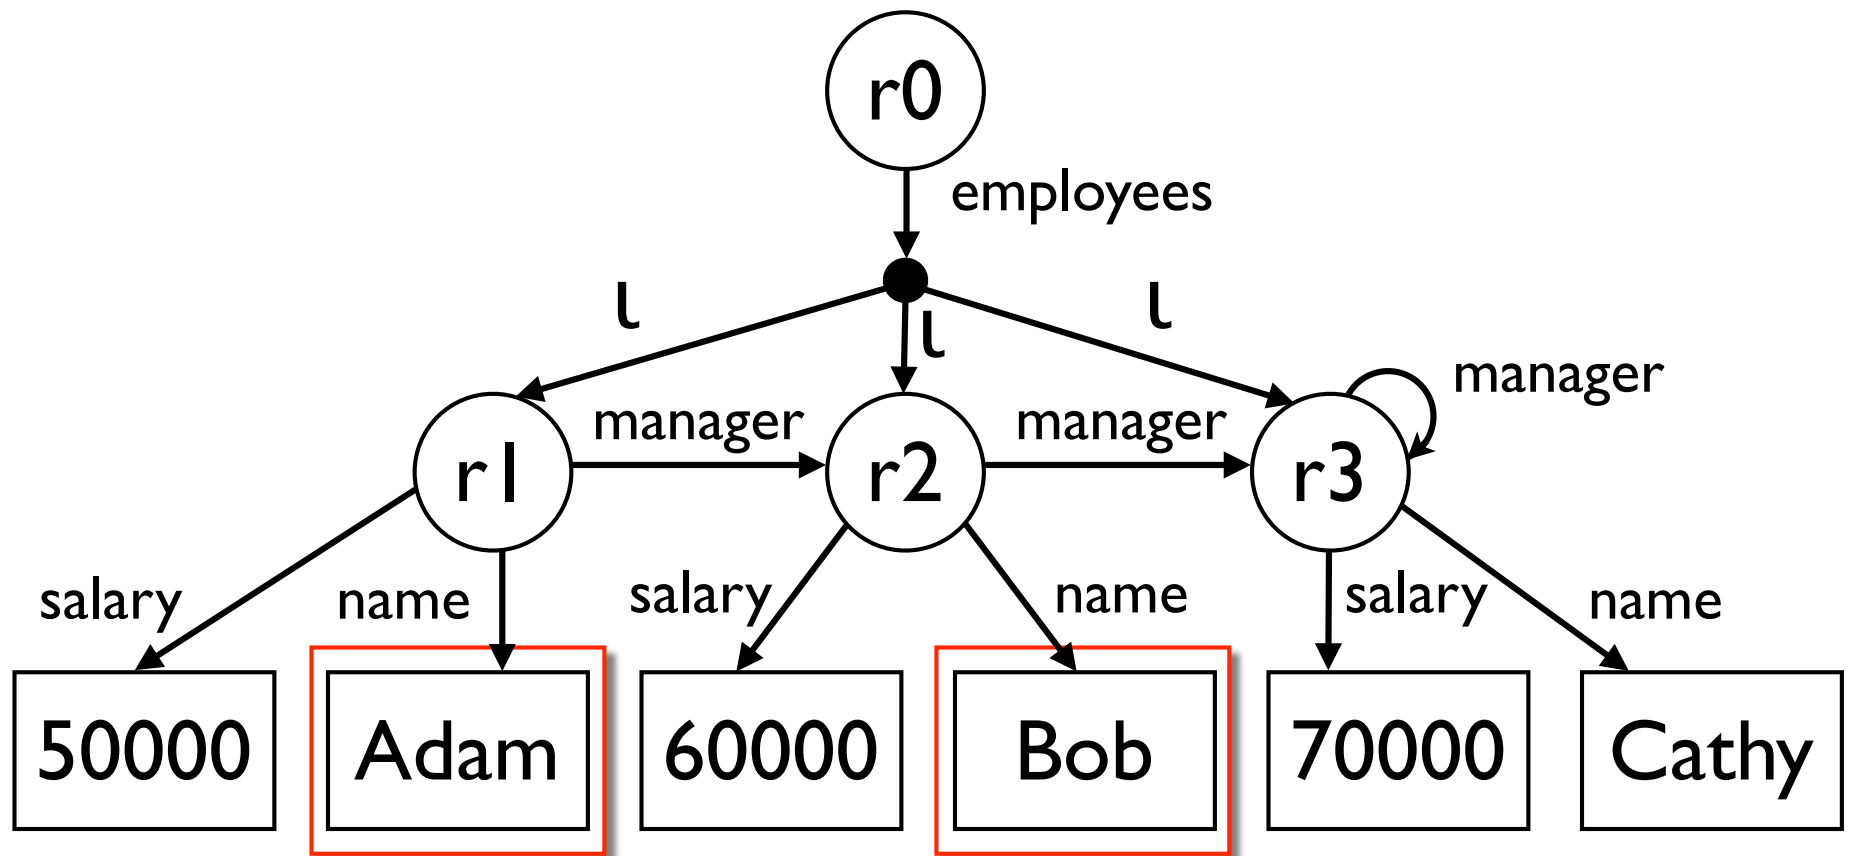 r0
employees
ι
ι
ι
manager
manager
manager
r1
r2
r3
salary
name
salary
name
salary
name
50000
Adam
60000
Bob
70000
Cathy